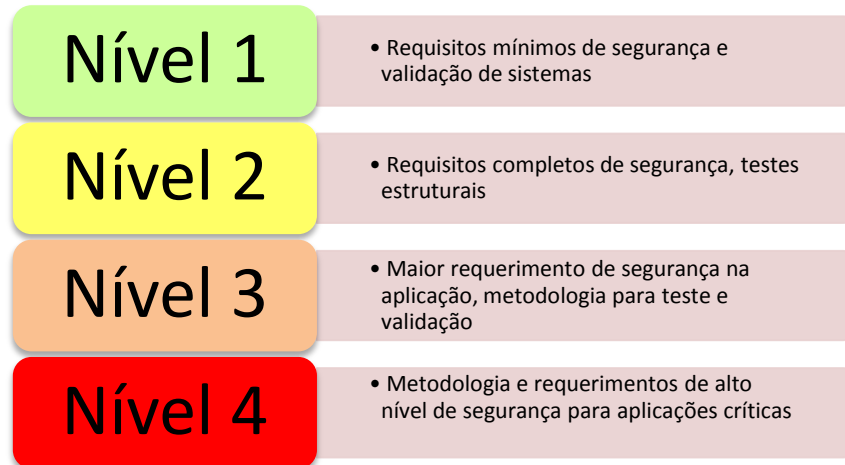 Nível 1
• Requisitos mínimos de segurança e
validação de sistemas
Nível 2
• Requisitos completos de segurança, testes
estruturais
Nível 3
• Maior requerimento de segurança na
aplicação, metodologia para teste e
validação
Nível 4
• Metodologia e requerimentos de alto
nível de segurança para aplicações críticas